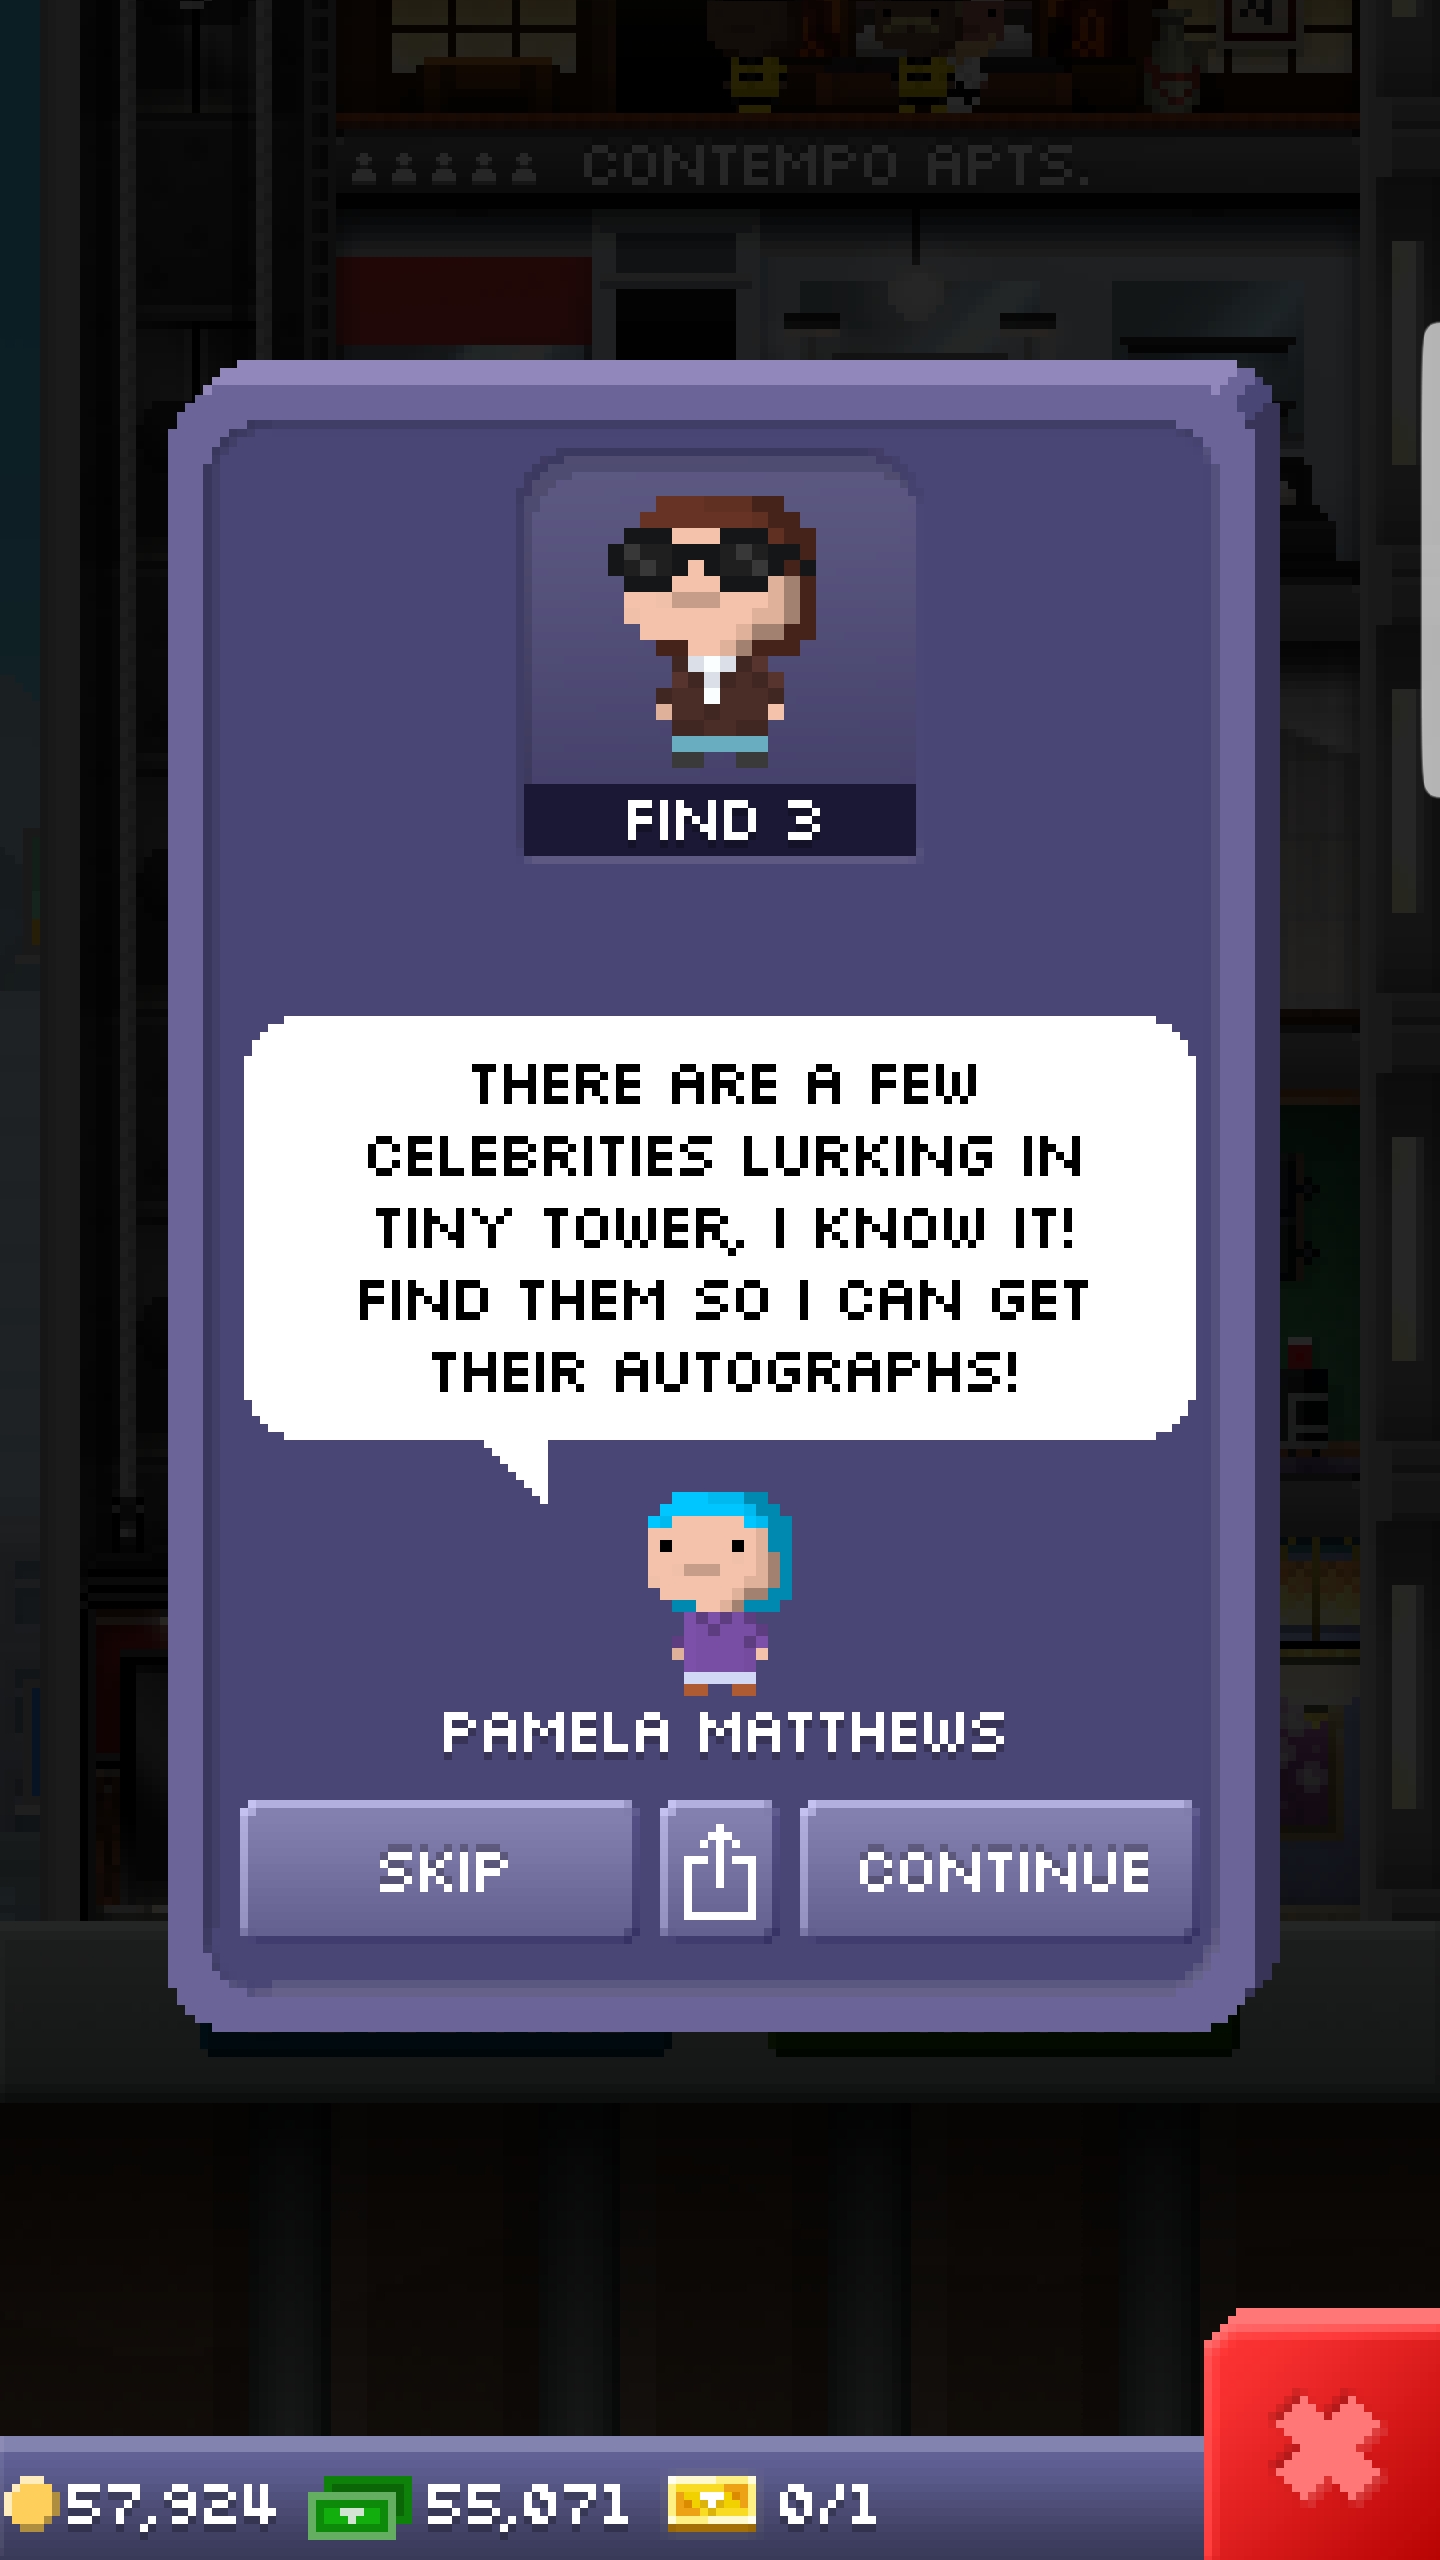 CONTEMPO APTS.
FIND 3
THERE ARE A FEW
CELEBRITIES LURKING IN
TINY TOWER, I KNOW IT!
FIND THEM SO I CAN GET
THEIR AUTOGRAPHS!
PAMELA MATTHEWS
SKIP CONTINUE
57,924 55,071 0/1